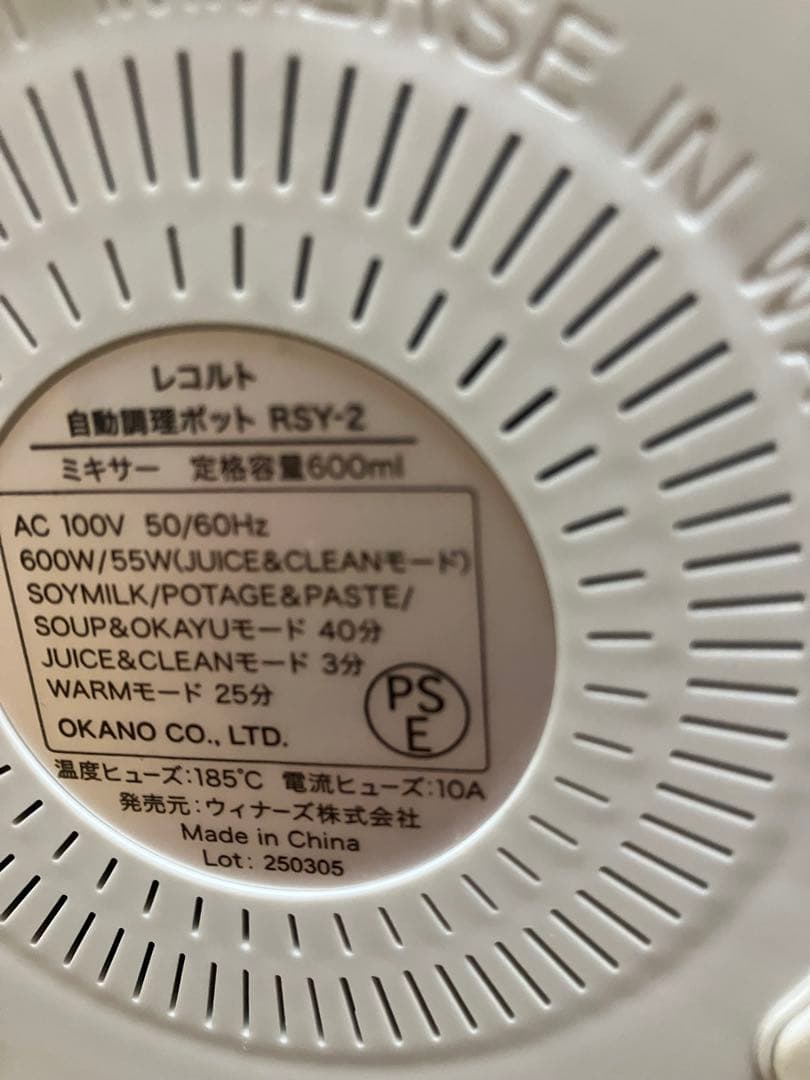 IMMERSE IN WA
レコルト
自動調理ポット RSY-2
ミキサー 定格容量600ml
AC 100V 50/60Hz
600W/55W(JUICE&CLEANモード)
SOYMILK/POTAGE&PASTE/
SOUP&OKAYUモード 40分
JUICE&CLEANモード 3分
WARMモード 25分
OKANO CO., LTD.
PS
E
温度ヒューズ:185℃ 電流ヒューズ:10A
発売元:ウィナーズ株式会社
Made in China
Lot: 250305